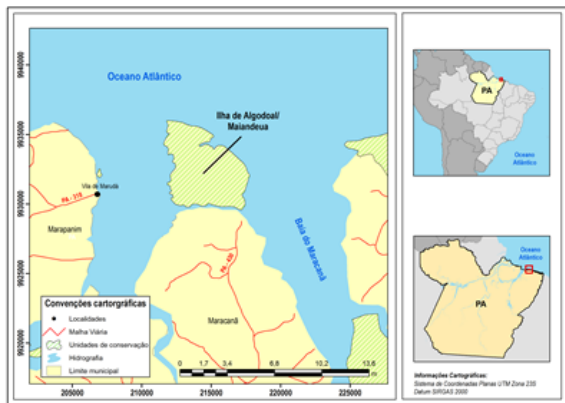 Oceano Atlântico
Ilha de Algodoal/
Maiandeua
Vila de Marudá
PA - 318
Marapanim
Baía do Maracanã
PA - 430
Maracanã
Convenções cartorgráficas
Localidades
Malha Viária
Unidades de conservação
Hidrografia
Limite municipal
0 1,7 3,4 6,8 10,2 13,6
9940000
9935000
9930000
9925000
9920000
205000 210000 215000 220000 225000
PA
Oceano
Atlântico
Oceano
Atlântico
PA
Informações Cartográficas:
Sistema de Coordenadas Planas UTM Zona 23S
Datum SIRGAS 2000